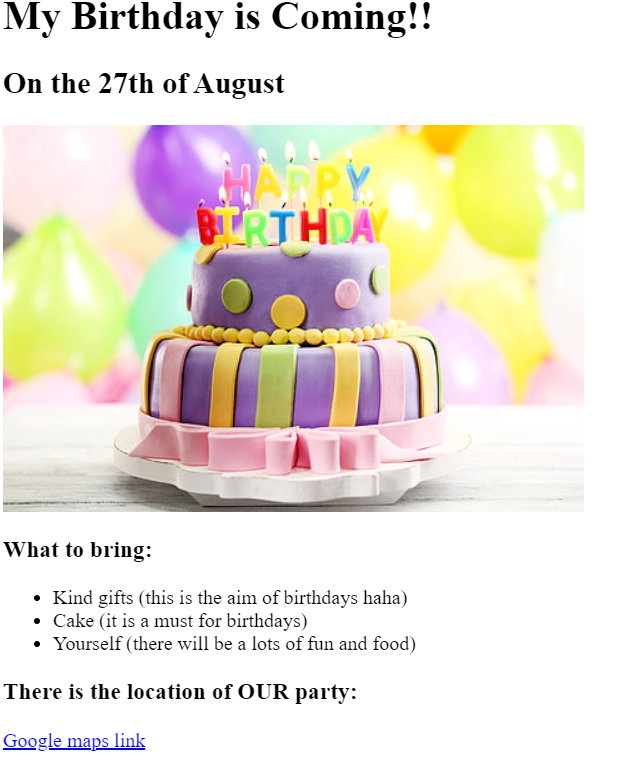 My Birthday is Coming!!
On the 27th of August
HAPPY
BIRTHDAY
What to bring:
Kind gifts (this is the aim of birthdays haha)
Cake (it is a must for birthdays)
Yourself (there will be a lots of fun and food)
There is the location of OUR party:
Google maps link